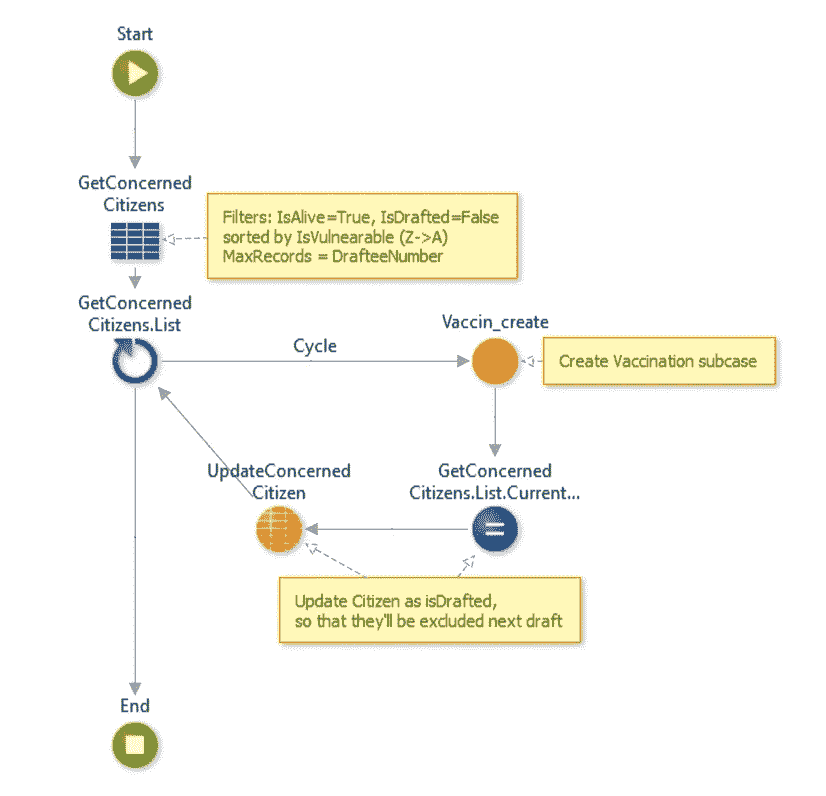 Start
GetConcerned
Citizens
Filters: IsAlive=True, IsDrafted=False
sorted by IsVulnearable (Z->A)
MaxRecords = DrafteeNumber
GetConcerned
Citizens.List
Cycle
Vaccin_create
Create Vaccination subcase
UpdateConcerned
Citizen
GetConcerned
Citizens.List.Current...
Update Citizen as isDrafted,
so that they'll be excluded next draft
End